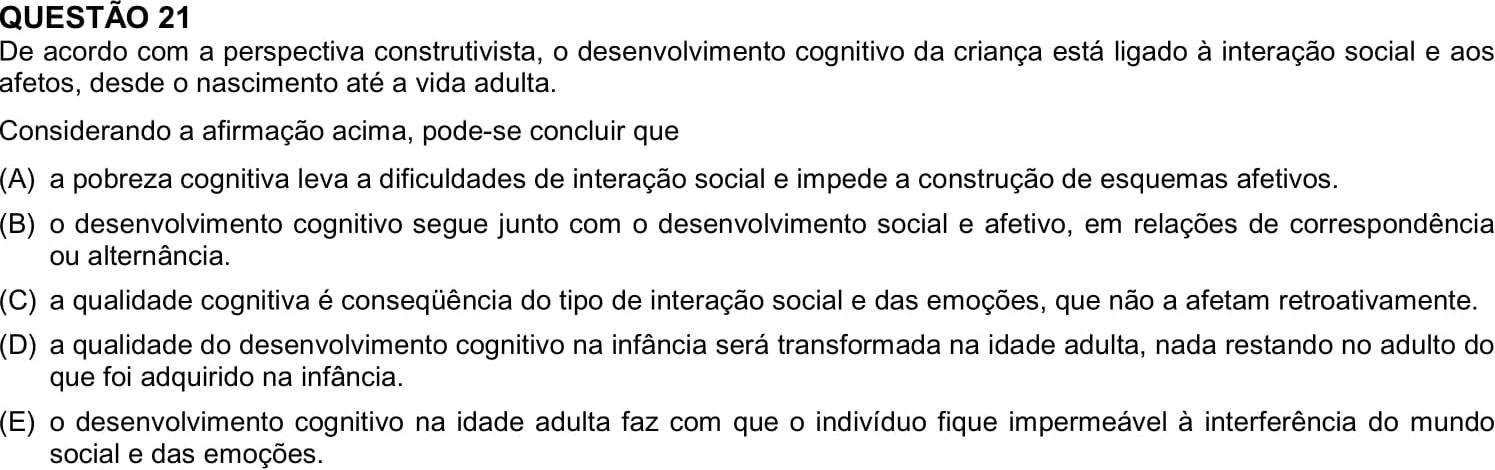 QUESTÃO 21
De acordo com a perspectiva construtivista, o desenvolvimento cognitivo da criança está ligado à interação social e aos
afetos, desde o nascimento até a vida adulta.
Considerando a afirmação acima, pode-se concluir que
(A) a pobreza cognitiva leva a dificuldades de interação social e impede a construção de esquemas afetivos.
(B) o desenvolvimento cognitivo segue junto com o desenvolvimento social e afetivo, em relações de correspondência
ou alternância.
(C) a qualidade cognitiva é conseqüência do tipo de interação social e das emoções, que não a afetam retroativamente.
(D) a qualidade do desenvolvimento cognitivo na infância será transformada na idade adulta, nada restando no adulto do
que foi adquirido na infância.
(E) o desenvolvimento cognitivo na idade adulta faz com que o indivíduo fique impermeável à interferência do mundo
social e das emoções.